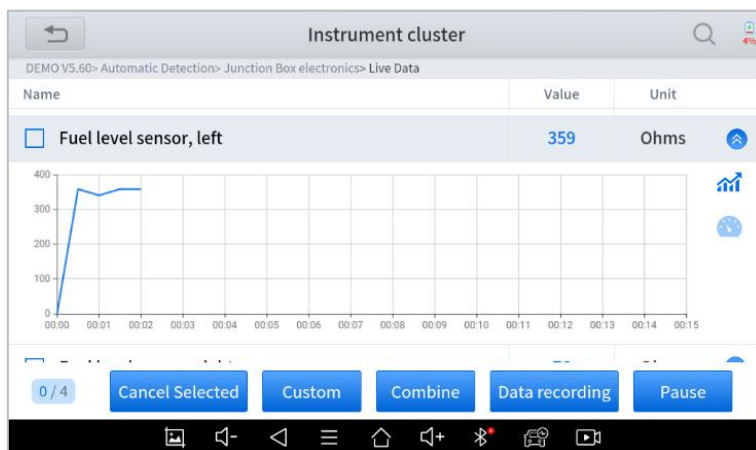 Instrument cluster
4%
DEMO V5.60> Automatic Detection> Junction Box electronics> Live Data
Name Value Unit
Fuel level sensor, left 359 Ohms
400
300
200
100
0
00:00 00:01 00:02 00:03 00:04 00:05 00:06 00:07 00:08 00:09 00:10 00:11 00:12 00:13 00:14 00:15
0 / 4 Cancel Selected Custom Combine Data recording Pause